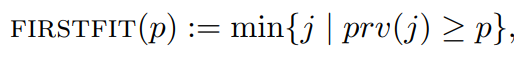 FIRSTFIT(p) := min{j | prv(j) ≥ p},